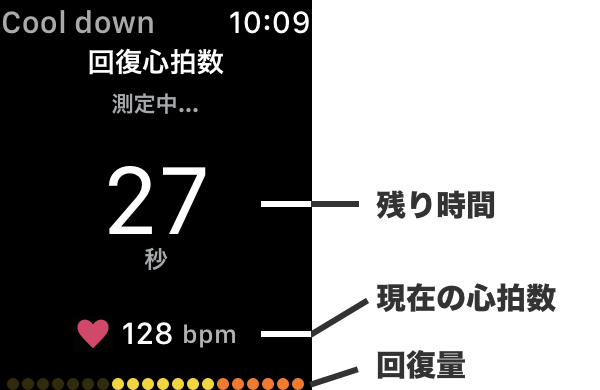 Cool down 10:09
回復心拍数
測定中...
27
残り時間
秒
現在の心拍数
128 bpm
回復量